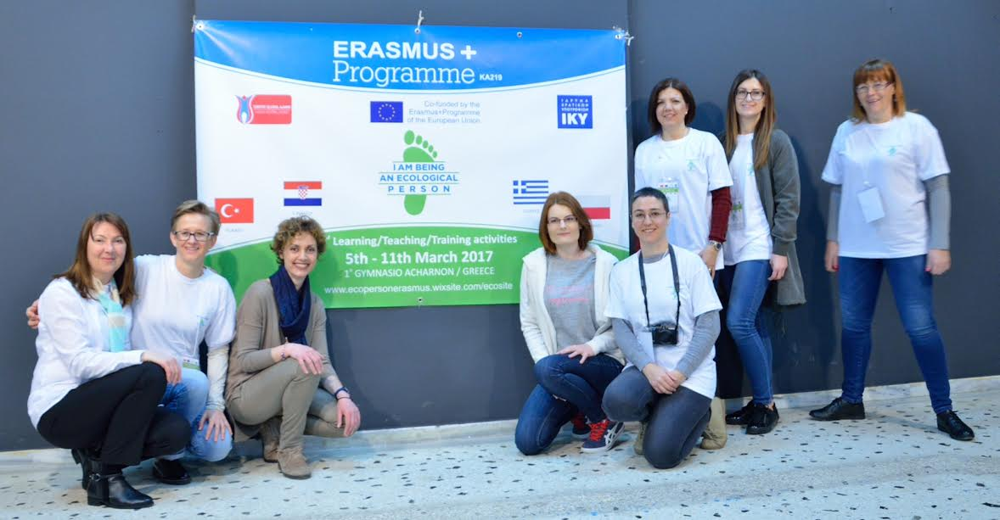 ERASMUS +
Programme KA219
Co-funded by the
Erasmus+Programme
of the European Union
ΙΔΡΥΜΑ
ΚΡΑΤΙΚΩΝ
ΥΠΟΤΡΟΦΙΩΝ
IKY
I AM BEING
AN ECOLOGICAL
PERSON
Learning/Teaching/Training activities
5th - 11th March 2017
1° GYMNASIO ACHARNON / GREECE
www.ecopersonerasmus.wixsite.com/ecosite